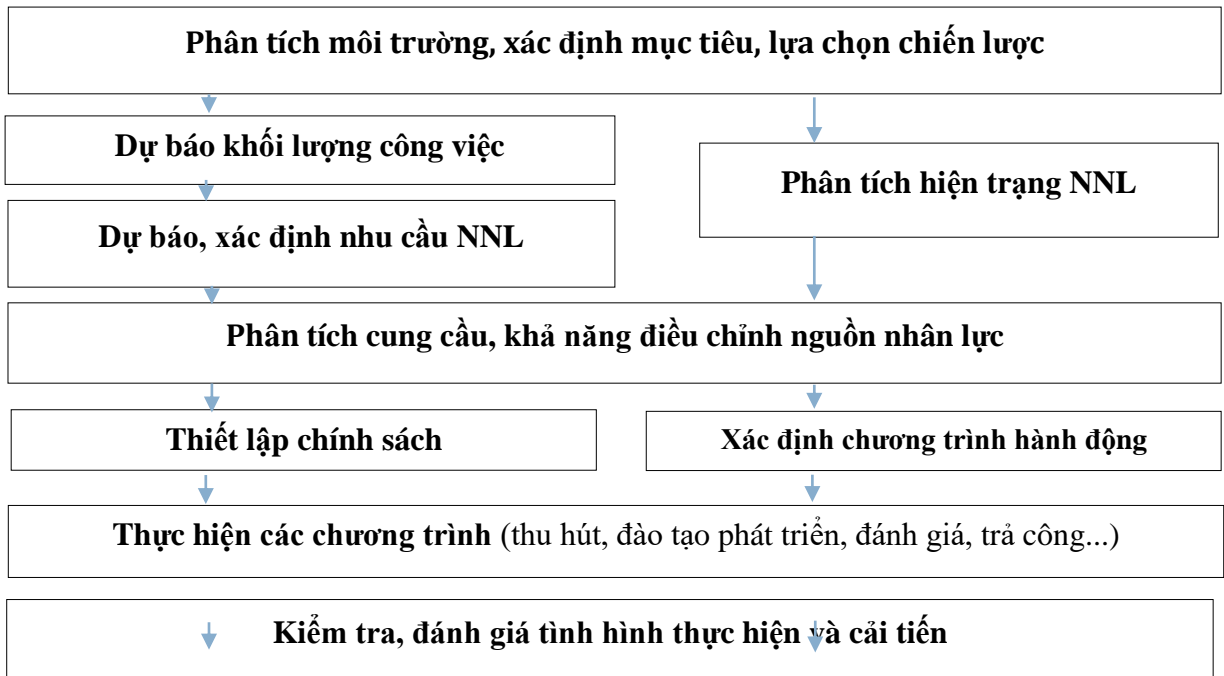 Phân tích môi trường, xác định mục tiêu, lựa chọn chiến lược
Dự báo khối lượng công việc
Phân tích hiện trạng NNL
Dự báo, xác định nhu cầu NNL
Phân tích cung cầu, khả năng điều chỉnh nguồn nhân lực
Thiết lập chính sách
Xác định chương trình hành động
Thực hiện các chương trình (thu hút, đào tạo phát triển, đánh giá, trả công...)
Kiểm tra, đánh giá tình hình thực hiện và cải tiến